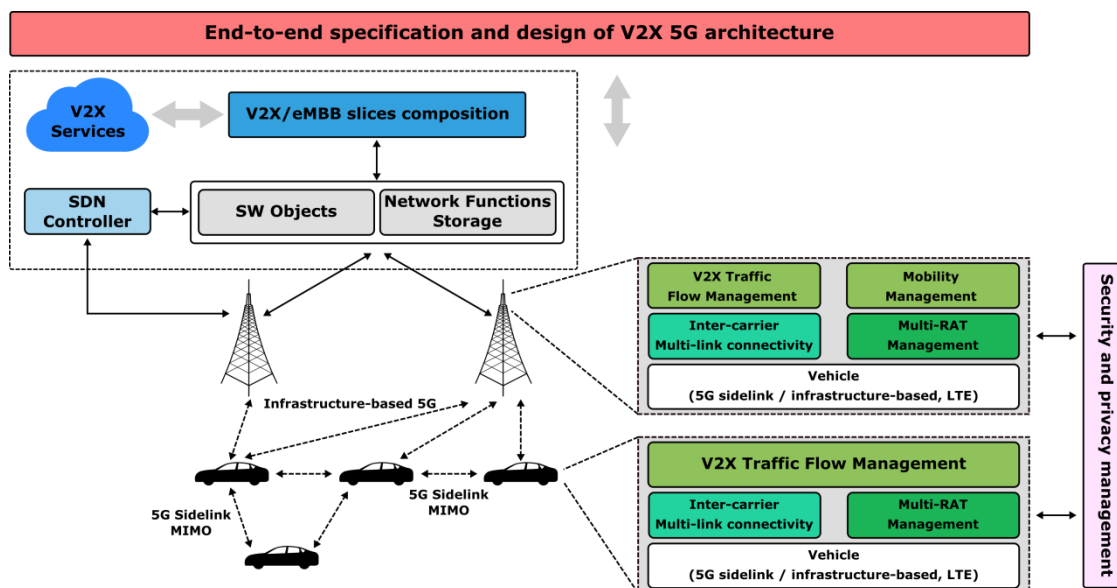 End-to-end specification and design of V2X 5G architecture
V2X
Services
V2X/eMBB slices composition
SDN
Controller
SW Objects
Network Functions
Storage
V2X Traffic
Flow Management
Mobility
Management
Inter-carrier
Multi-link connectivity
Multi-RAT
Management
Vehicle
(5G sidelink / infrastructure-based, LTE)
Security and privacy management
Infrastructure-based 5G
5G Sidelink
MIMO
5G Sidelink
MIMO
V2X Traffic Flow Management
Inter-carrier
Multi-link connectivity
Multi-RAT
Management
Vehicle
(5G sidelink / infrastructure-based, LTE)